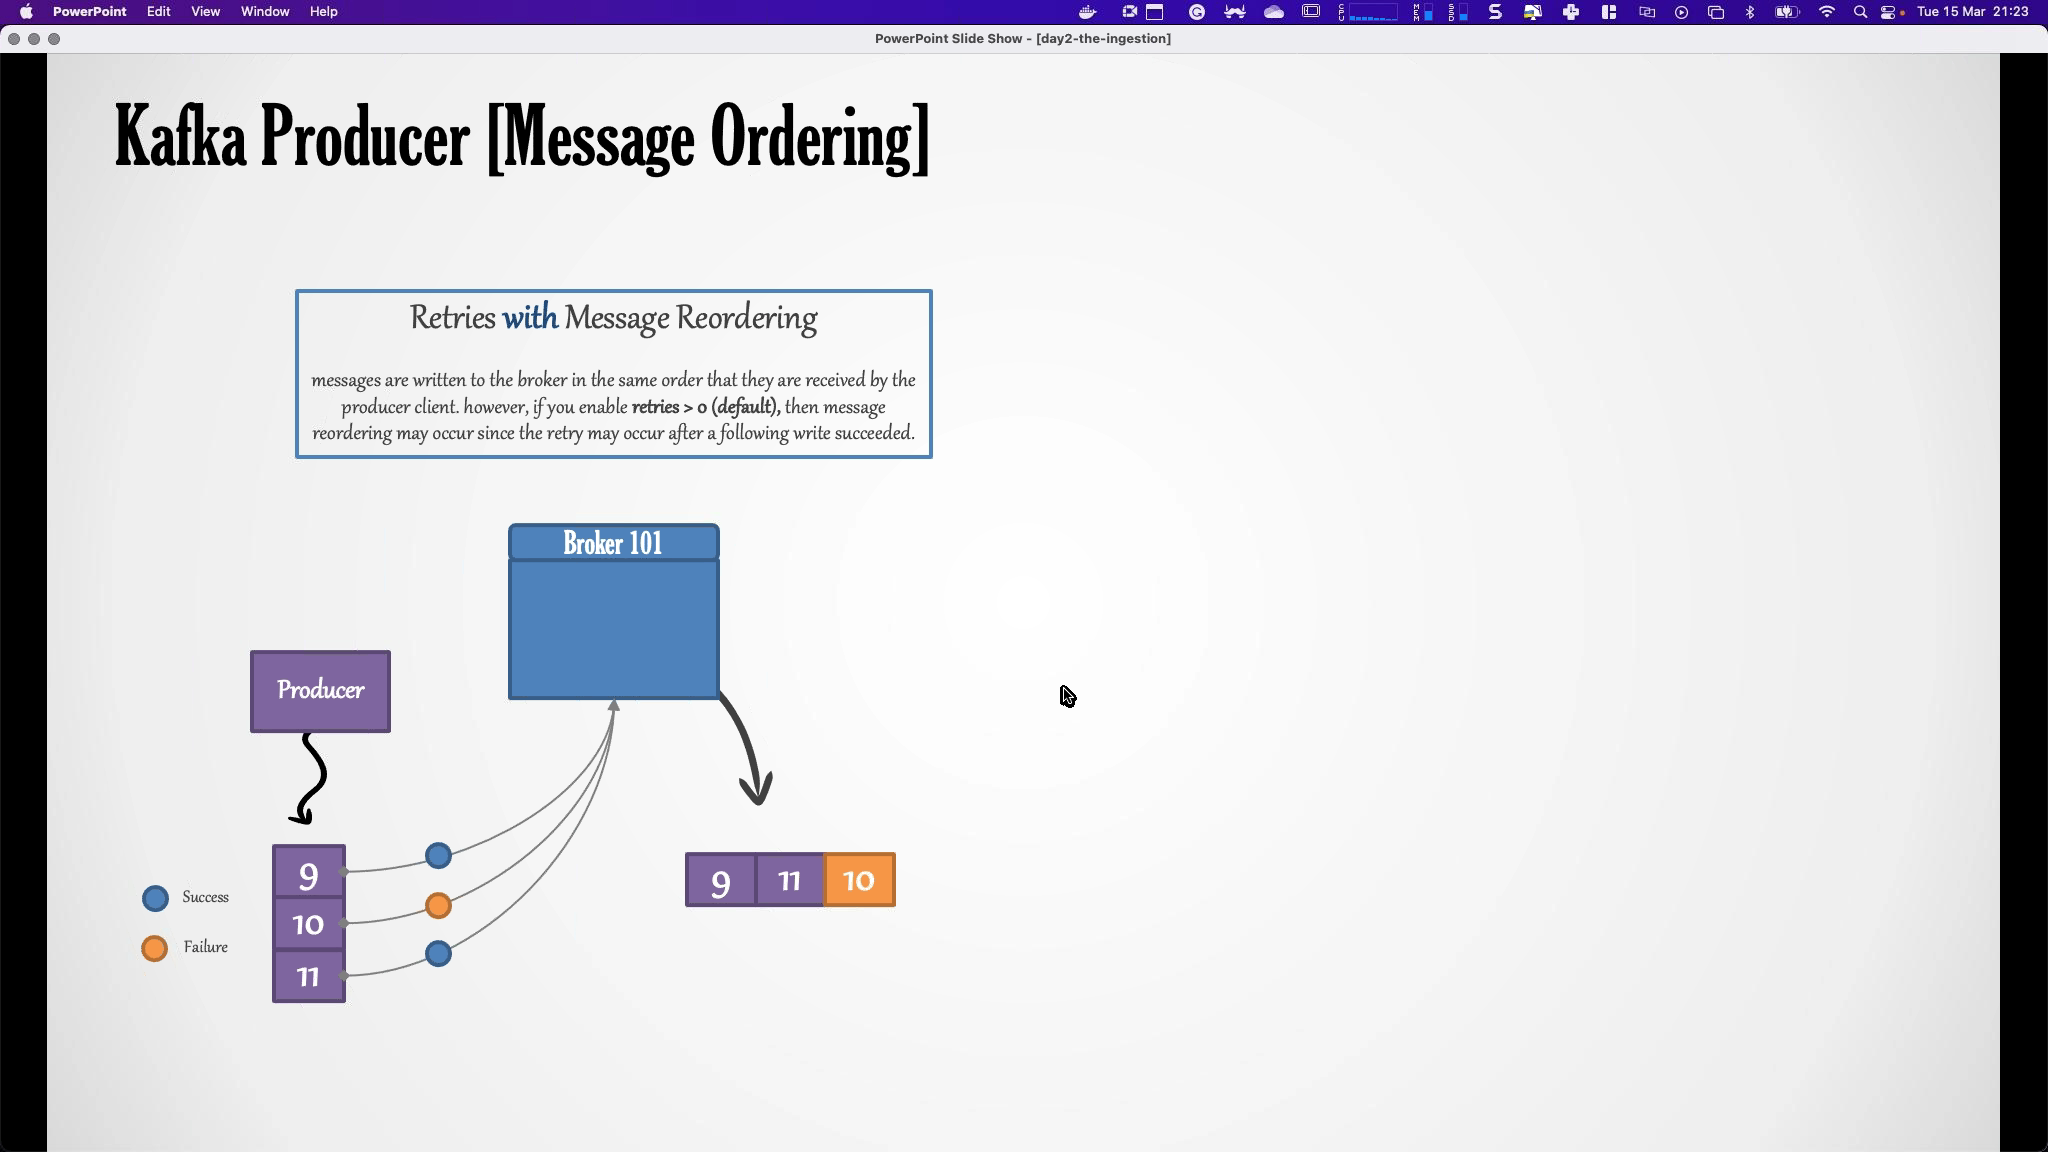 PowerPoint Edit View Window Help
CPU MEM SSD Tue 15 Mar 21:23
PowerPoint Slide Show - [day2-the-ingestion]
Kafka Producer [Message Ordering]
Retries with Message Reordering
messages are written to the broker in the same order that they are received by the
producer client. however, if you enable retries > 0 (default), then message
reordering may occur since the retry may occur after a following write succeeded.
Broker 101
Producer
9
10
11
Success
Failure
9 11 10